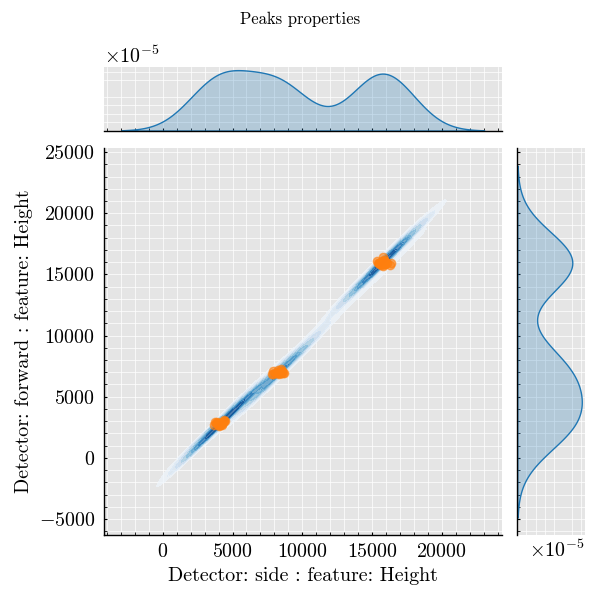 Peaks properties
×10⁻⁵
25000
20000
15000
10000
5000
0
−5000
Detector: forward : feature: Height
0 5000 10000 15000 20000
×10⁻⁵
Detector: side : feature: Height